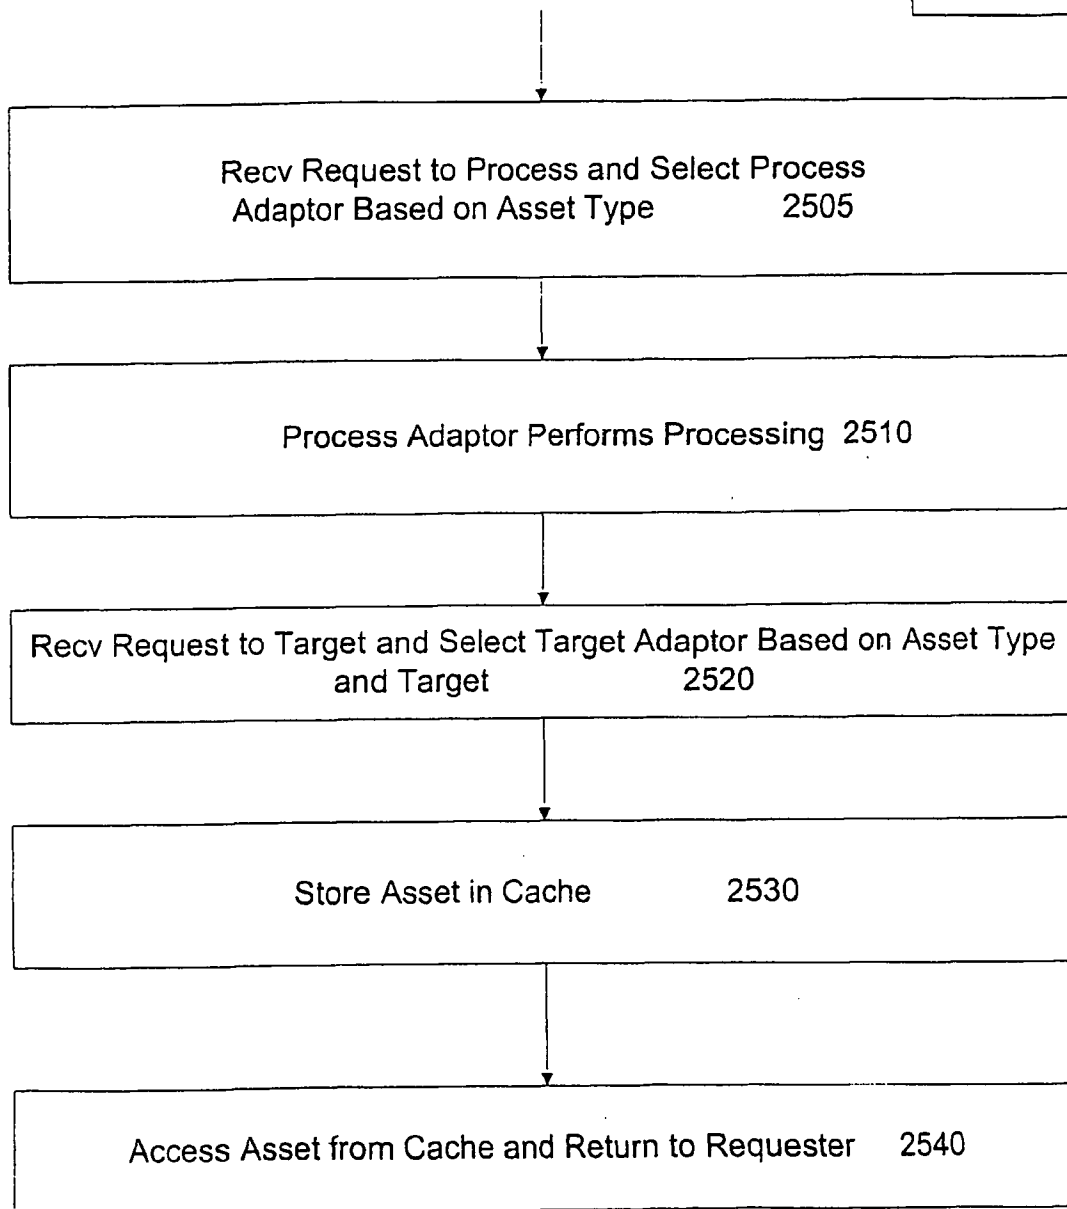 Recv Request to Process and Select Process
Adaptor Based on Asset Type 2505
Process Adaptor Performs Processing 2510
Recv Request to Target and Select Target Adaptor Based on Asset Type
and Target 2520
Store Asset in Cache 2530
Access Asset from Cache and Return to Requester 2540